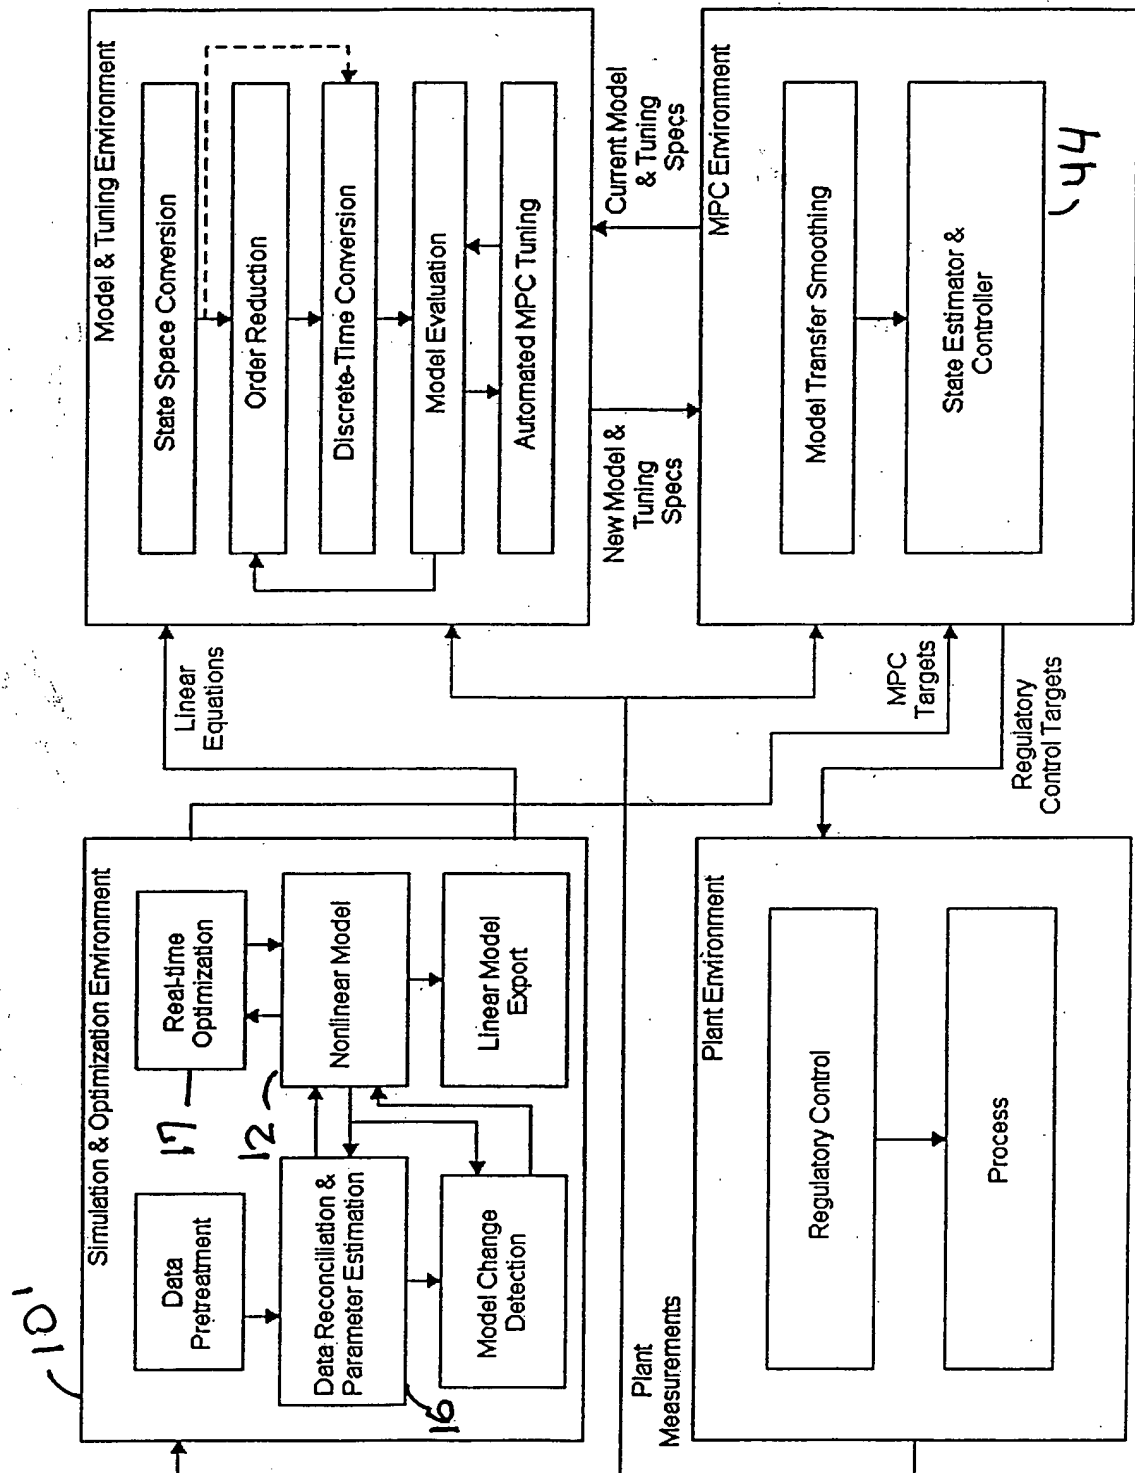 10'
Simulation & Optimization Environment
Data
Pretreatment
17
Real-time
Optimization
12
Data Reconciliation &
Parameter Estimation
16
Nonlinear Model
Model Change
Detection
Linear Model
Export
Linear
Equations
Model & Tuning Environment
State Space Conversion
Order Reduction
Discrete-Time Conversion
Model Evaluation
Automated MPC Tuning
Plant
Measurements
New Model &
Tuning
Specs
Current Model
& Tuning
Specs
MPC
Targets
Regulatory
Control Targets
Plant Environment
Regulatory Control
Process
MPC Environment
Model Transfer Smoothing
State Estimator &
Controller
44